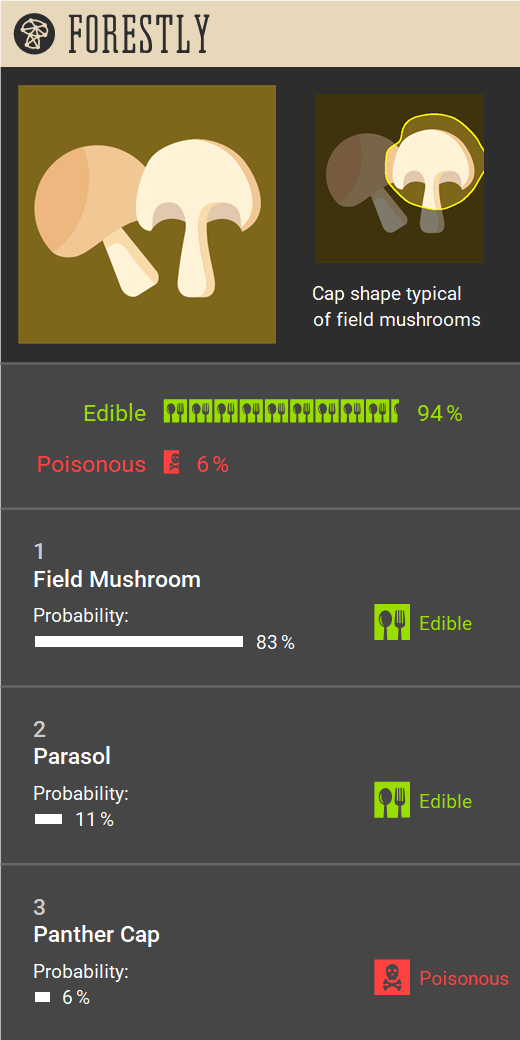 FORESTLY
Cap shape typical
of field mushrooms
Edible 94 %
Poisonous 6 %
1
Field Mushroom
Probability:
83 %
Edible
2
Parasol
Probability:
11 %
Edible
3
Panther Cap
Probability:
6 %
Poisonous